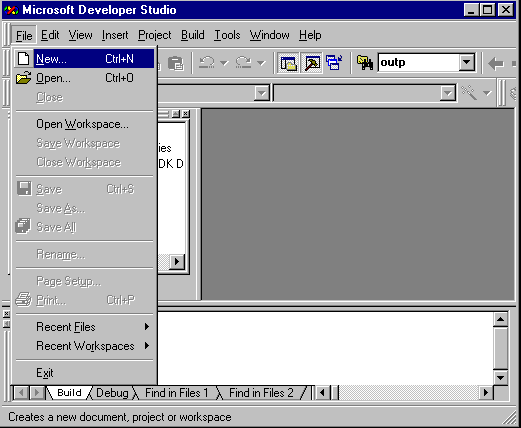 Microsoft Developer Studio
File Edit View Insert Project Build Tools Window Help
New... Ctrl+N
outp
Open... Ctrl+O
Close
Open Workspace...
Save Workspace
ies
Close Workspace
DK D
Save Ctrl+S
Save As...
Save All
Rename...
Page Setup...
Print... Ctrl+P
Recent Files
Recent Workspaces
Exit
Build Debug Find in Files 1 Find in Files 2
Creates a new document, project or workspace